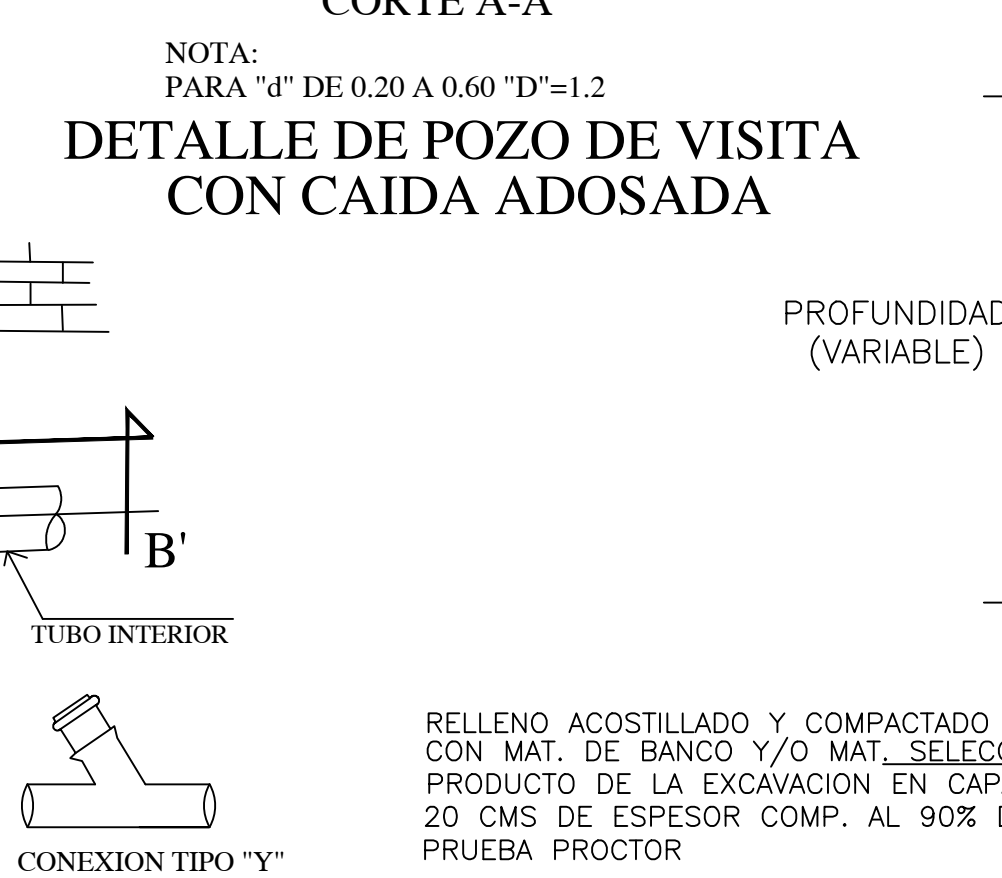 CORTE A-A
NOTA:
PARA "d" DE 0.20 A 0.60 "D"=1.2
DETALLE DE POZO DE VISITA
CON CAIDA ADOSADA
PROFUNDIDAD
(VARIABLE)
B'
TUBO INTERIOR
RELLENO ACOSTILLADO Y COMPACTADO
CON MAT. DE BANCO Y/O MAT. SELECC
PRODUCTO DE LA EXCAVACION EN CAPA
20 CMS DE ESPESOR COMP. AL 90% D
PRUEBA PROCTOR
CONEXION TIPO "Y"